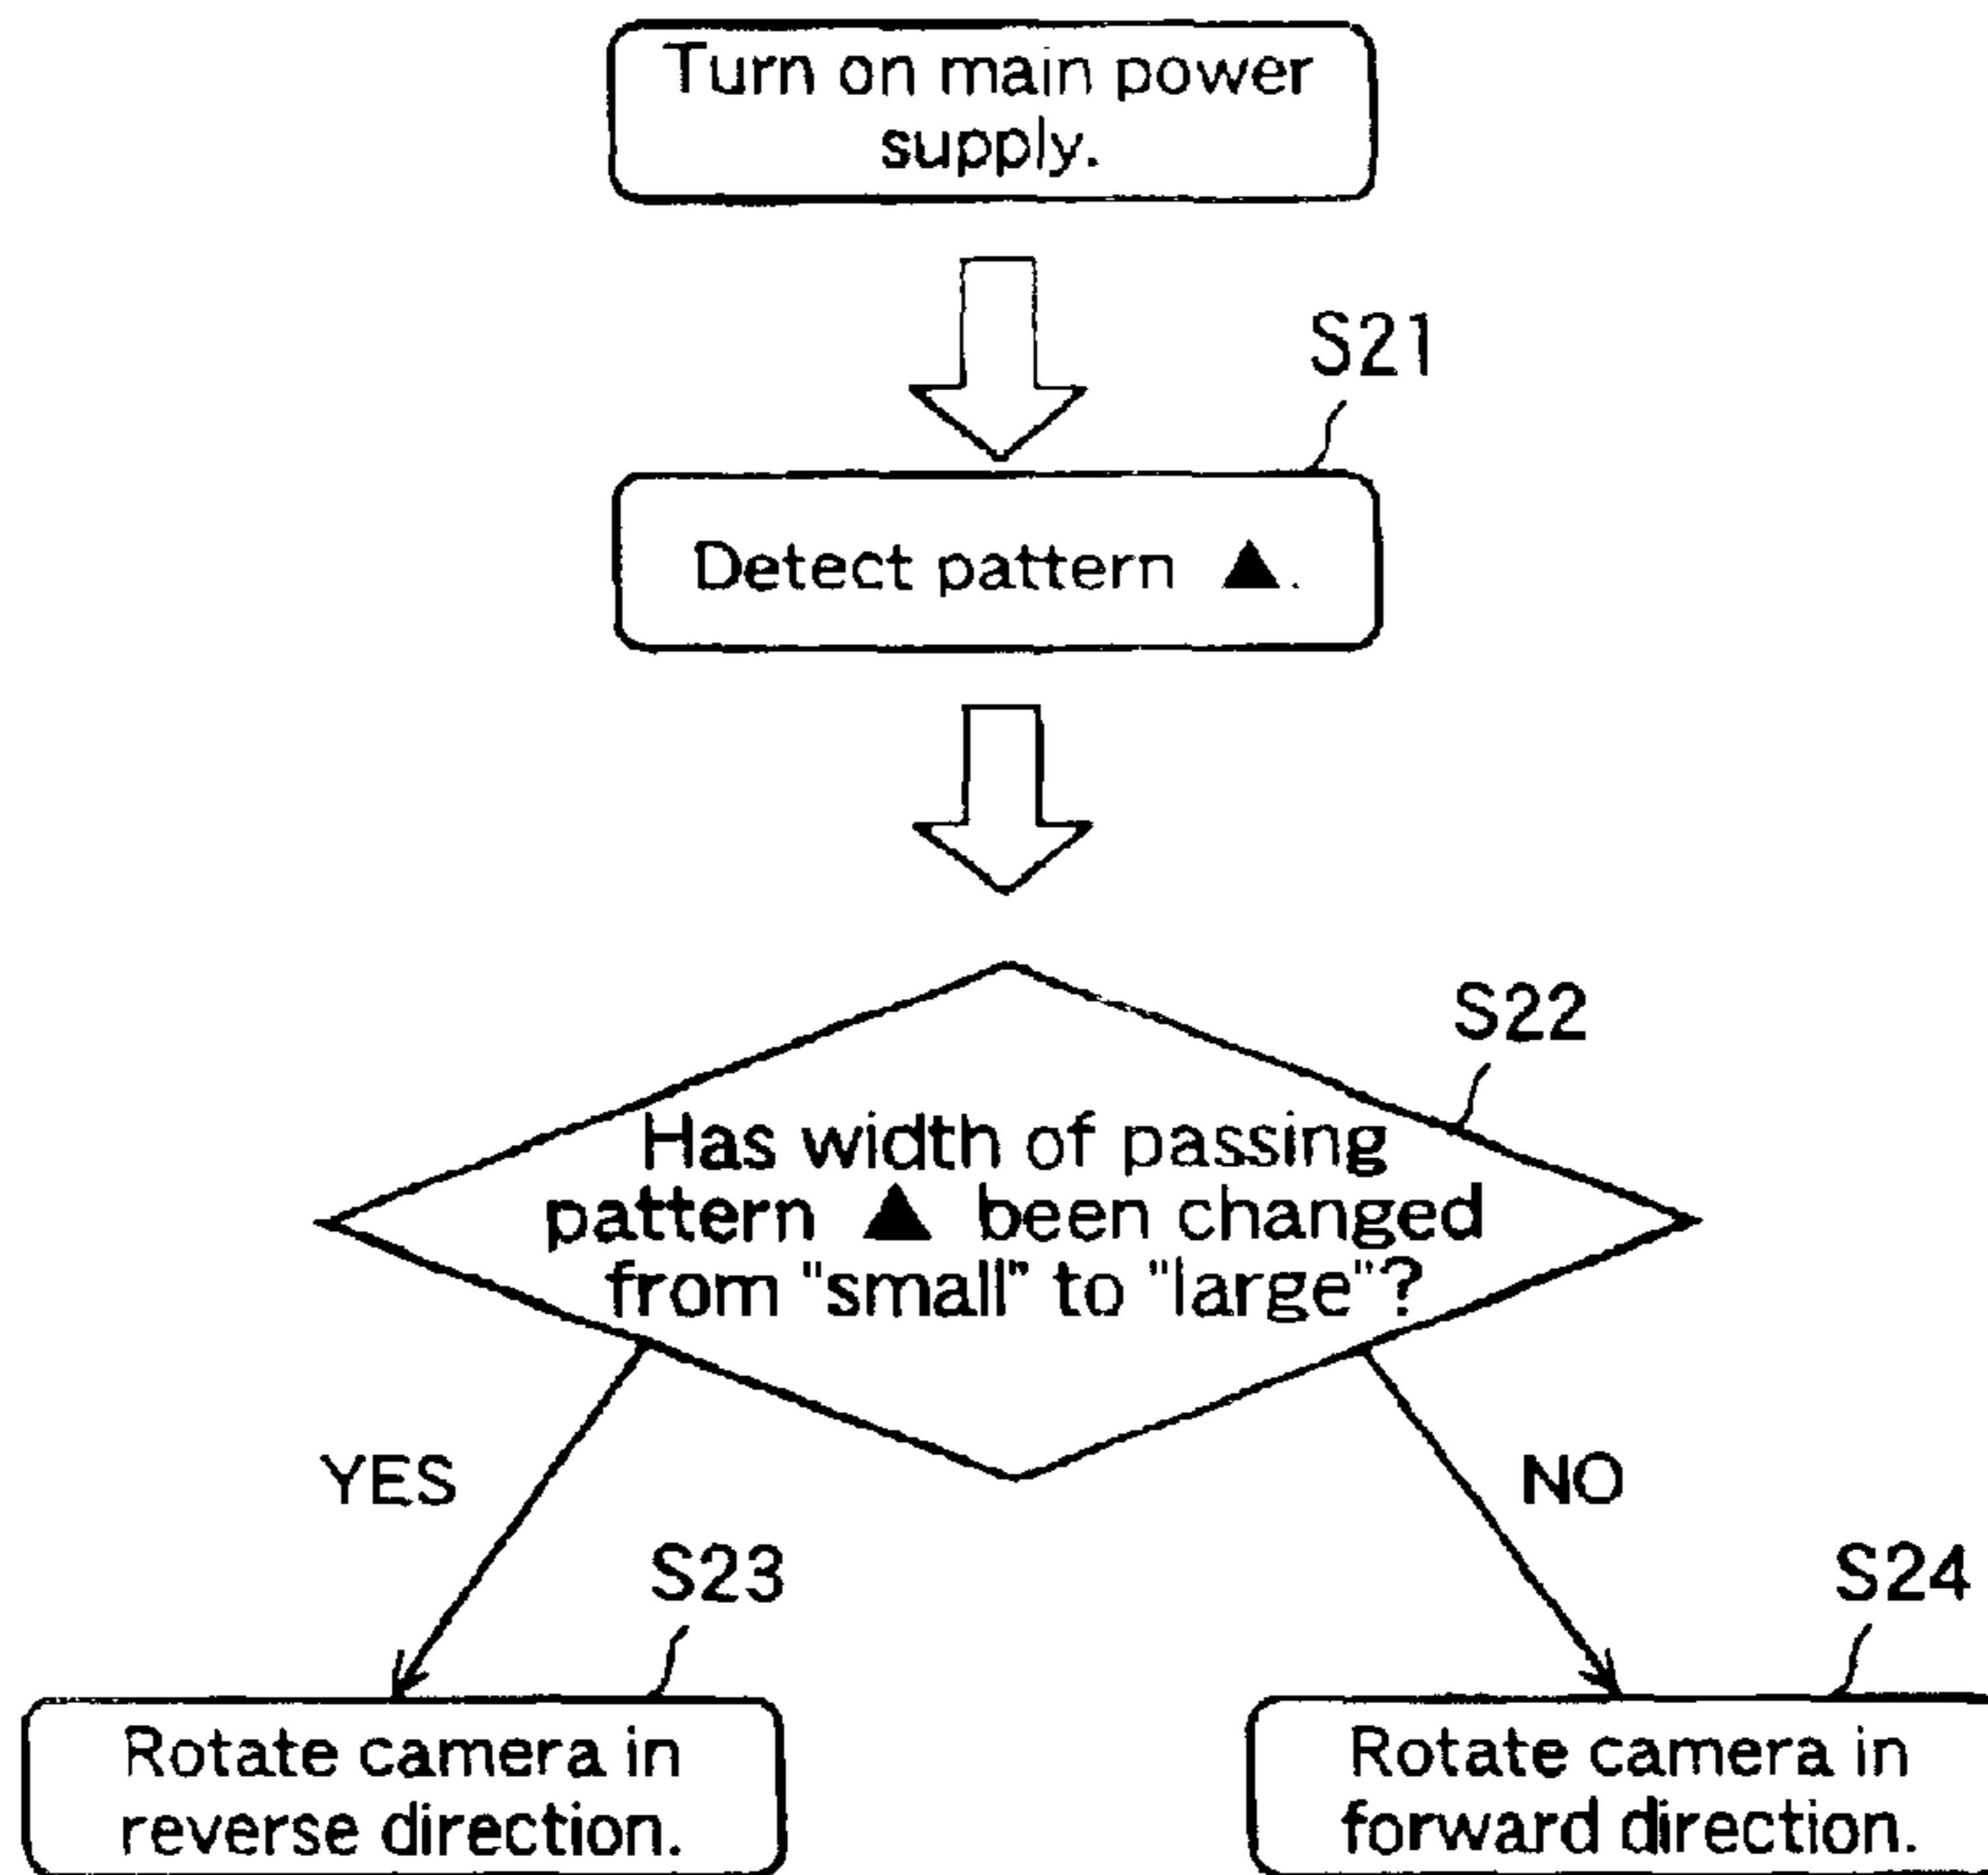 Turn on main power
supply.
S21
Detect pattern ▲.
S22
Has width of passing
pattern ▲ been changed
from "small" to "large"?
YES
NO
S23
S24
Rotate camera in
reverse direction.
Rotate camera in
forward direction.